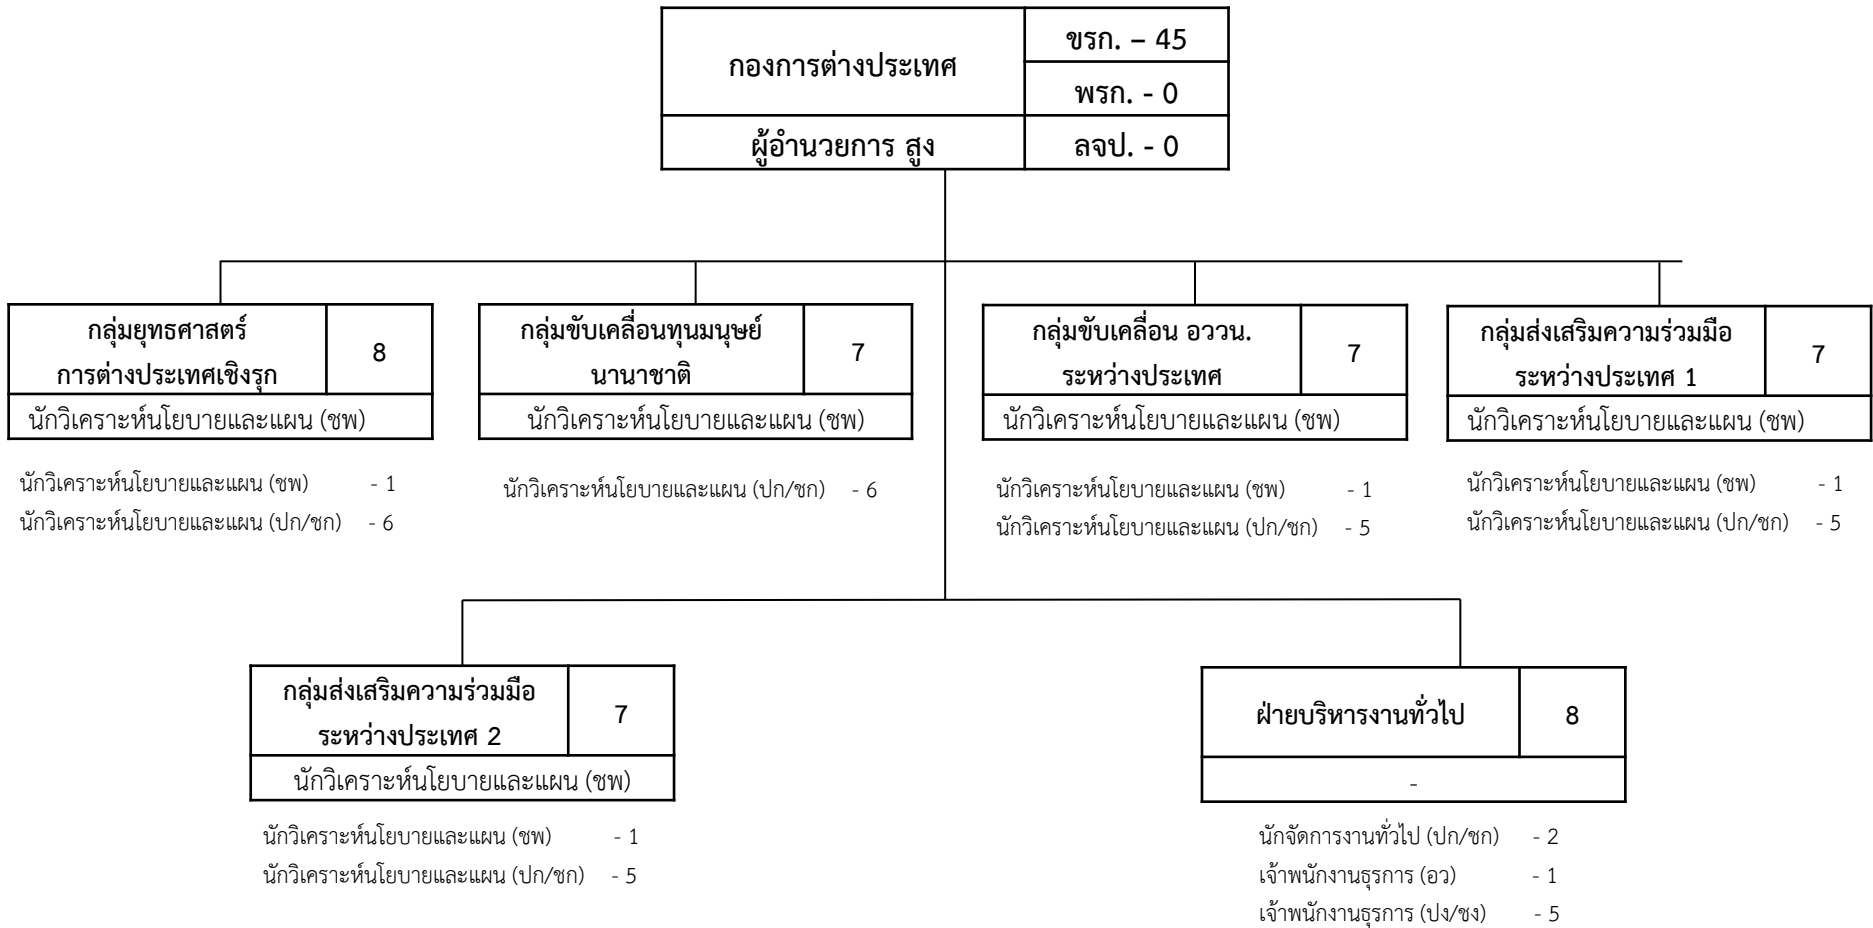 กองการต่างประเทศ
ขรก. – 45
พรก. - 0
ผู้อำนวยการ สูง
ลจป. - 0
กลุ่มยุทธศาสตร์
การต่างประเทศเชิงรุก
8
นักวิเคราะห์นโยบายและแผน (ชพ)
นักวิเคราะห์นโยบายและแผน (ชพ) - 1
นักวิเคราะห์นโยบายและแผน (ปก/ชก) - 6
กลุ่มขับเคลื่อนทุนมนุษย์
นานาชาติ
7
นักวิเคราะห์นโยบายและแผน (ชพ)
นักวิเคราะห์นโยบายและแผน (ปก/ชก) - 6
กลุ่มขับเคลื่อน อววน.
ระหว่างประเทศ
7
นักวิเคราะห์นโยบายและแผน (ชพ)
นักวิเคราะห์นโยบายและแผน (ชพ) - 1
นักวิเคราะห์นโยบายและแผน (ปก/ชก) - 5
กลุ่มส่งเสริมความร่วมมือ
ระหว่างประเทศ 1
7
นักวิเคราะห์นโยบายและแผน (ชพ)
นักวิเคราะห์นโยบายและแผน (ชพ) - 1
นักวิเคราะห์นโยบายและแผน (ปก/ชก) - 5
กลุ่มส่งเสริมความร่วมมือ
ระหว่างประเทศ 2
7
นักวิเคราะห์นโยบายและแผน (ชพ)
นักวิเคราะห์นโยบายและแผน (ชพ) - 1
นักวิเคราะห์นโยบายและแผน (ปก/ชก) - 5
ฝ่ายบริหารงานทั่วไป
8
-
นักจัดการงานทั่วไป (ปก/ชก) - 2
เจ้าพนักงานธุรการ (อว) - 1
เจ้าพนักงานธุรการ (ปง/ชง) - 5